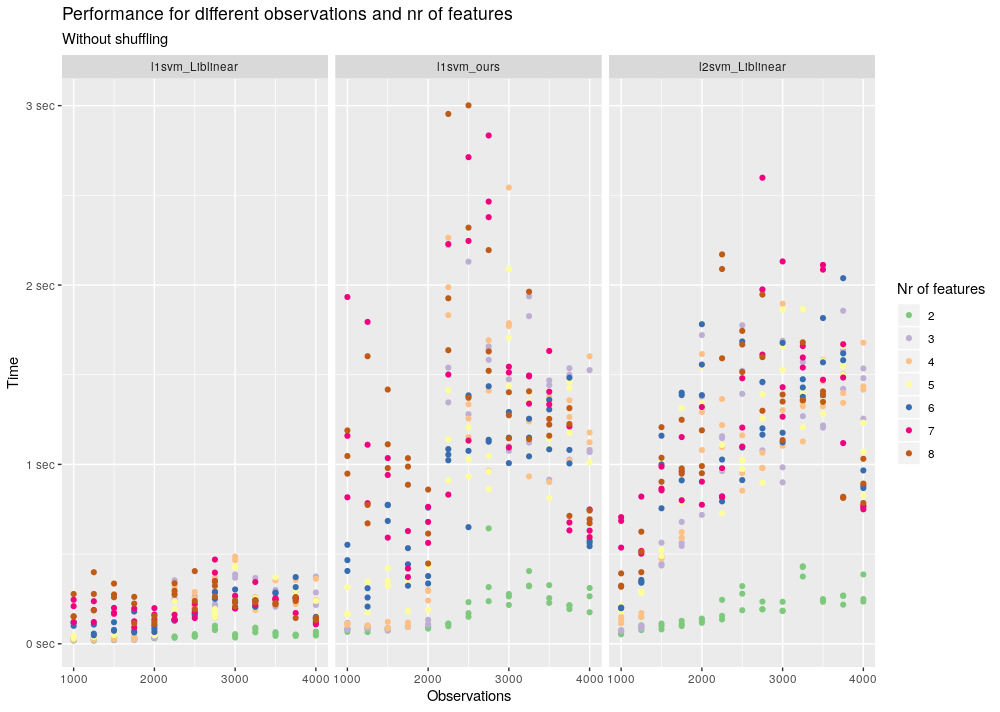 Performance for different observations and nr of features
Without shuffling
l1svm_Liblinear
l1svm_ours
l2svm_Liblinear
3 sec
2 sec
1 sec
0 sec
Time
1000 2000 3000 4000
1000 2000 3000 4000
1000 2000 3000 4000
Observations
Nr of features
2
3
4
5
6
7
8